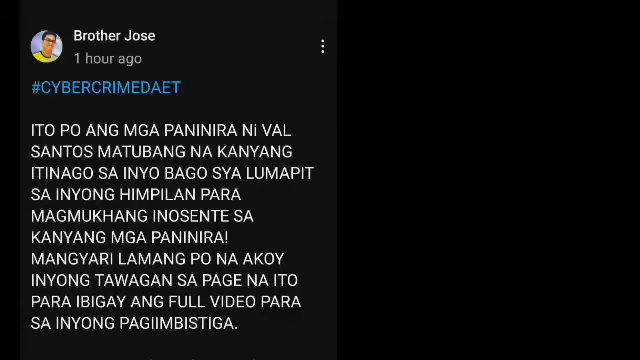 Brother Jose
1 hour ago
#CYBERCRIMEDAET
ITO PO ANG MGA PANINIRA Ni VAL
SANTOS MATUBANG NA KANYANG
ITINAGO SA INYO BAGO SYA LUMAPIT
SA INYONG HIMPILAN PARA
MAGMUKHANG INOSENTE SA
KANYANG MGA PANINIRA!
MANGYARI LAMANG PO NA AKOY
INYONG TAWAGAN SA PAGE NA ITO
PARA IBIGAY ANG FULL VIDEO PARA
SA INYONG PAGIIMBISTIGA.